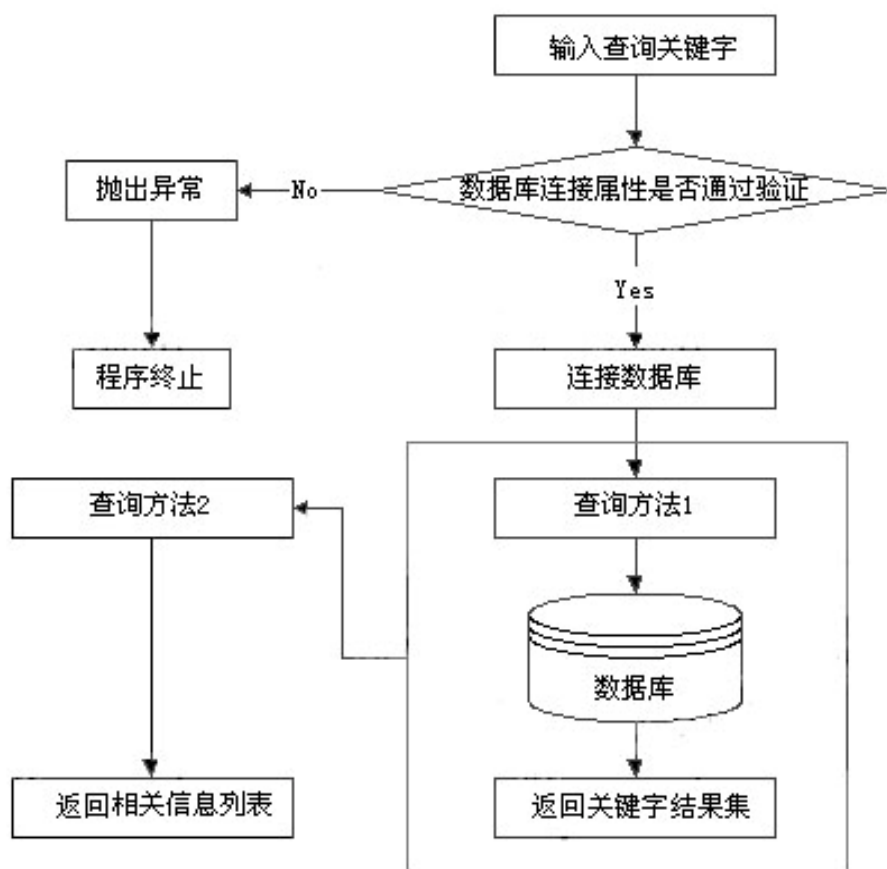 输入查询关键字
抛出异常
No
数据库连接属性是否通过验证
Yes
程序终止
连接数据库
查询方法2
查询方法1
数据库
返回相关信息列表
返回关键字结果集